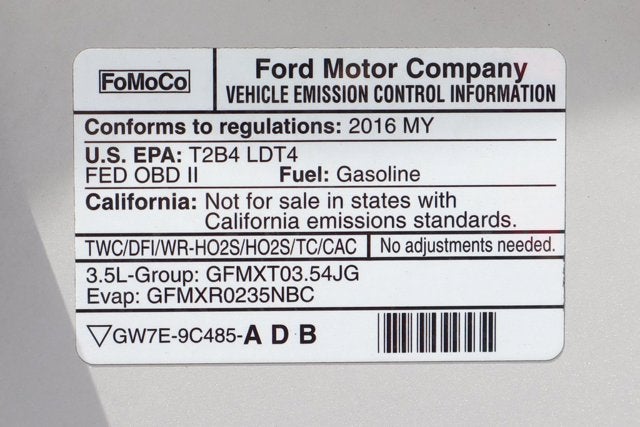 FoMoCo
Ford Motor Company
VEHICLE EMISSION CONTROL INFORMATION
Conforms to regulations: 2016 MY
U.S. EPA: T2B4 LDT4
FED OBD II Fuel: Gasoline
California: Not for sale in states with
California emissions standards.
TWC/DFI/WR-HO2S/HO2S/TC/CAC No adjustments needed.
3.5L-Group: GFMXT03.54JG
Evap: GFMXR0235NBC
GW7E-9C485-A D B